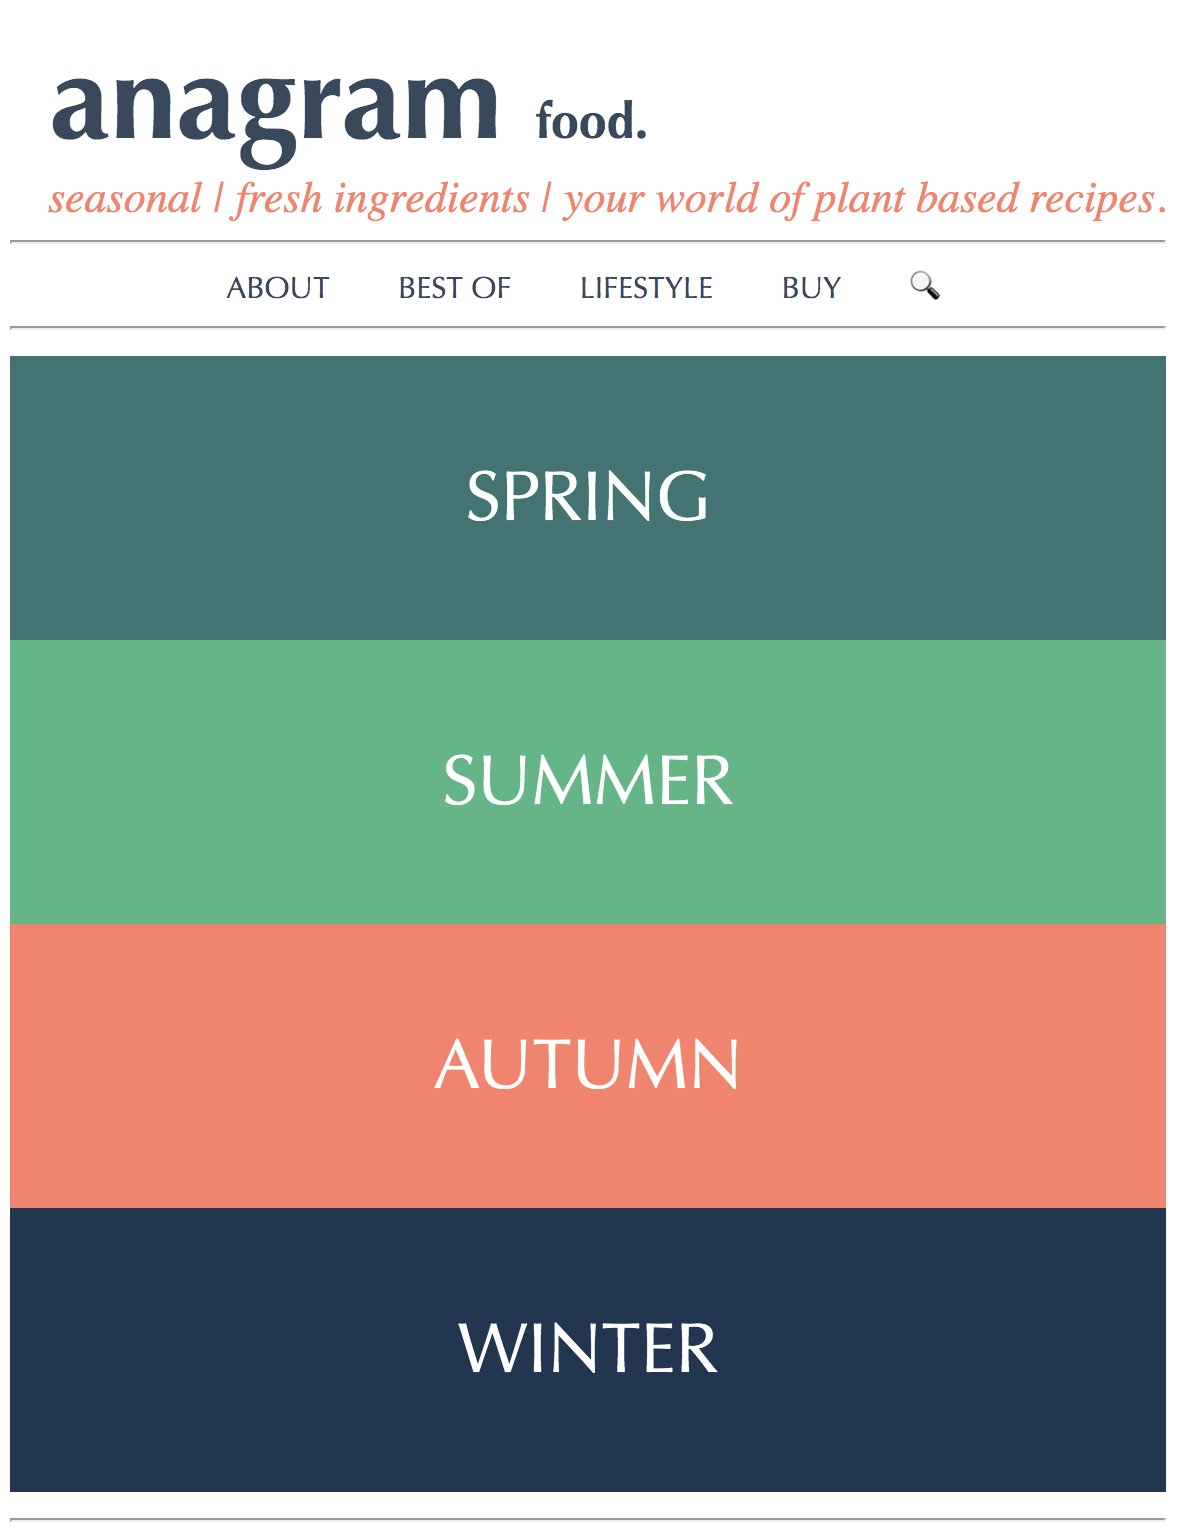 anagram food.
seasonal | fresh ingredients | your world of plant based recipes.
ABOUT BEST OF LIFESTYLE BUY
SPRING
SUMMER
AUTUMN
WINTER